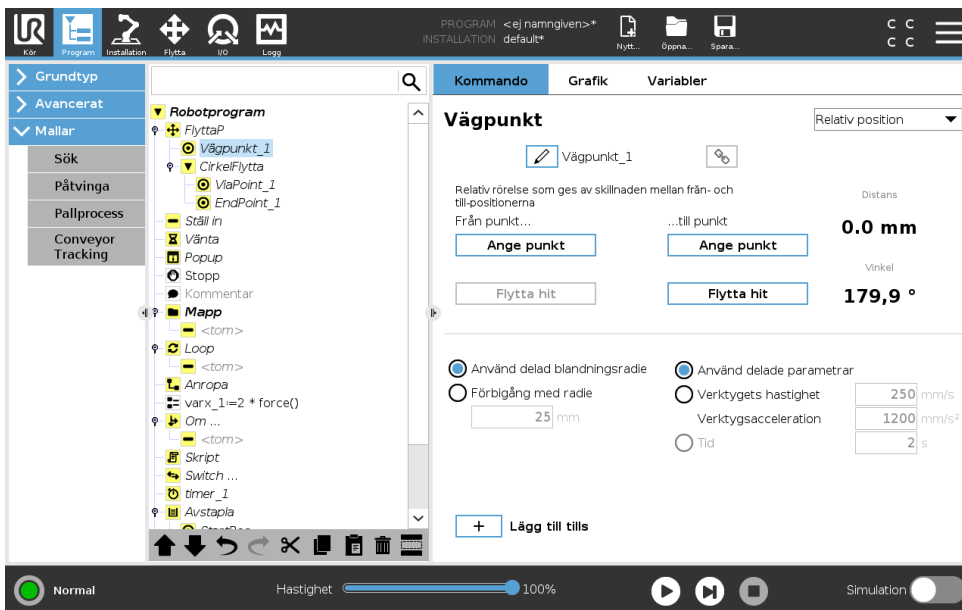 PROGRAM <ej namngiven>*
INSTALLATION default*
UR
Kör
Program
Installation
Flytta
I/O
Logg
Nytt...
Öppna...
Spara...
C C
C C
Grundtyp
Avancerat
Mallar
Sök
Påtvinga
Pallprocess
Conveyor
Tracking
Robotprogram
FlyttaP
Vägpunkt_1
CirkelFlytta
ViaPoint_1
EndPoint_1
Ställ in
Vänta
Popup
Stopp
Kommentar
Mapp
<tom>
Loop
<tom>
Anropa
varx_1:=2 * force()
Om ...
<tom>
Skript
Switch ...
timer_1
Avstapla
Kommando
Grafik
Variabler
Vägpunkt
Relativ position
Vägpunkt_1
Relativ rörelse som ges av skillnaden mellan från- och
till-positionerna
Från punkt...
...till punkt
Ange punkt
Ange punkt
Flytta hit
Flytta hit
Distans
0.0 mm
Vinkel
179,9 °
Använd delad blandningsradie
Förbigång med radie
25 mm
Använd delade parametrar
Verktygets hastighet
250 mm/s
Verktygsacceleration
1200 mm/s²
Tid
2 s
+ Lägg till tills
Normal
Hastighet
100%
Simulation